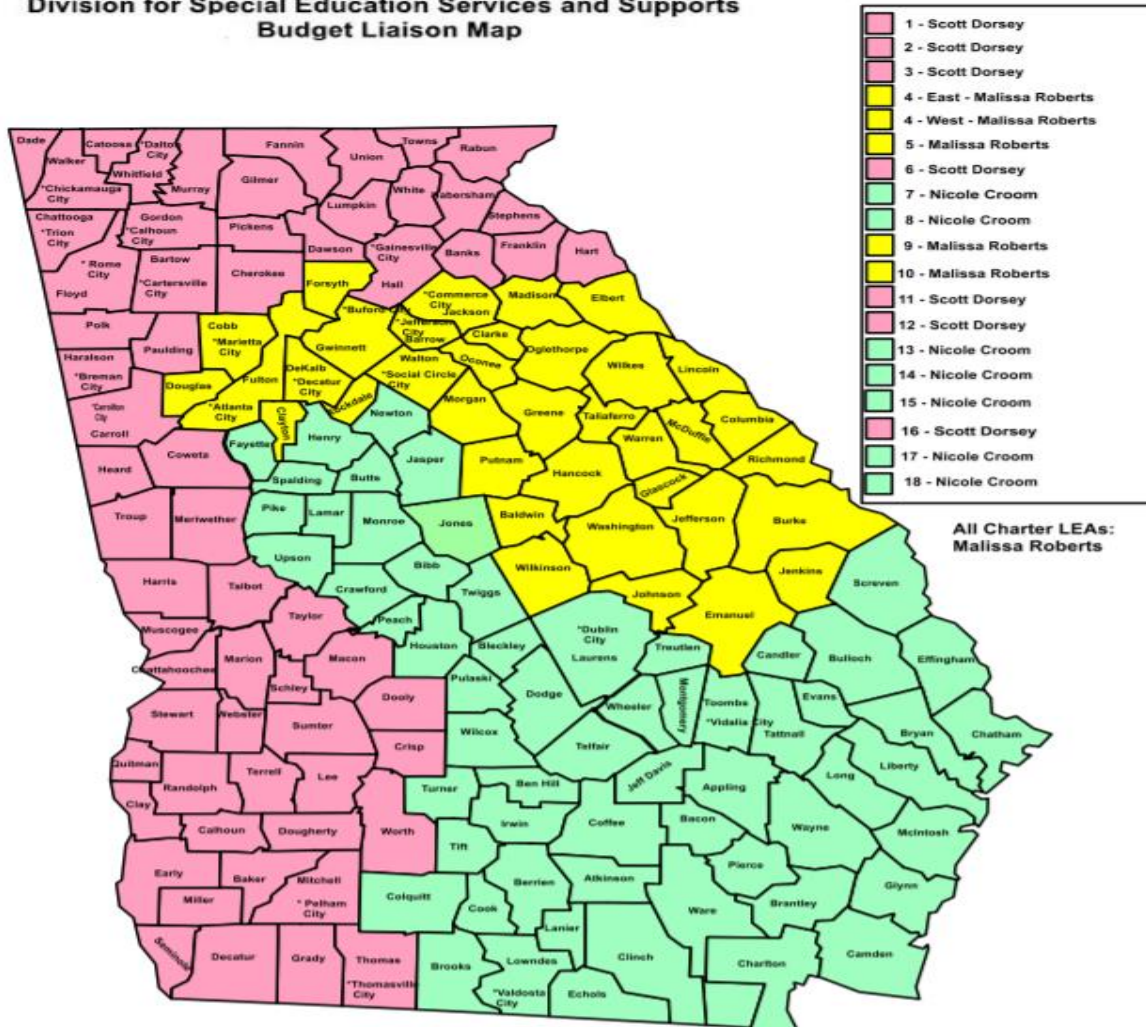 Division for Special Education Services and Supports
Budget Liaison Map
1 - Scott Dorsey
2 - Scott Dorsey
3 - Scott Dorsey
4 - East - Malissa Roberts
4 - West - Malissa Roberts
5 - Malissa Roberts
6 - Scott Dorsey
7 - Nicole Croom
8 - Nicole Croom
9 - Malissa Roberts
10 - Malissa Roberts
11 - Scott Dorsey
12 - Scott Dorsey
13 - Nicole Croom
14 - Nicole Croom
15 - Nicole Croom
16 - Scott Dorsey
17 - Nicole Croom
18 - Nicole Croom
All Charter LEAs:
Malissa Roberts
Dade
Walker
Catoosa
*Dalton
City
Whitfield
Murray
*Chickamauga
City
Fannin
Gilmer
Union
Towns
Rabun
White
Habersham
Lumpkin
Stephens
Chattooga
*Trion
City
Gordon
*Calhoun
City
Pickens
Dawson
*Gainesville
City
Hall
Banks
Franklin
Hart
* Rome
City
Floyd
Bartow
*Cartersville
City
Cherokee
Forsyth
*Commerce
City
Jackson
Madison
Elbert
*Buford City
*Jefferson
City
Barrow
Clarke
Polk
Paulding
Cobb
*Marietta
City
Gwinnett
Walton
*Social Circle
City
Oconee
Oglethorpe
Wilkes
Lincoln
Haralson
*Breman
City
Douglas
Fulton
DeKalb
*Decatur
City
Rockdale
Morgan
Greene
Taliaferro
McDuffie
Columbia
*Carrollton
City
Carroll
*Atlanta
City
Clayton
Newton
Henry
Fayette
Warren
Richmond
Coweta
Heard
Spalding
Butts
Jasper
Putnam
Hancock
Glascock
Troup
Meriwether
Pike
Lamar
Monroe
Jones
Baldwin
Washington
Jefferson
Burke
Upson
Bibb
Wilkinson
Jenkins
Screven
Harris
Talbot
Crawford
Twiggs
Johnson
Emanuel
Taylor
Peach
Muscogee
Houston
Bleckley
*Dublin
City
Laurens
Treutlen
Candler
Bulloch
Effingham
Chattahoochee
Marion
Macon
Schley
Pulaski
Dodge
Wheeler
Montgomery
Toombs
*Vidalia City
Evans
Tattnall
Bryan
Chatham
Stewart
Webster
Sumter
Dooly
Wilcox
Telfair
Crisp
Quitman
Randolph
Terrell
Lee
Turner
Ben Hill
Jeff Davis
Appling
Long
Liberty
Clay
Calhoun
Dougherty
Worth
Irwin
Coffee
Bacon
Wayne
McIntosh
Tift
Early
Baker
Mitchell
* Pelham
City
Miller
Colquitt
Berrien
Atkinson
Pierce
Brantley
Glynn
Cook
Lanier
Ware
Seminole
Decatur
Grady
Thomas
*Thomasville
City
Brooks
Lowndes
*Valdosta
City
Echols
Clinch
Charlton
Camden